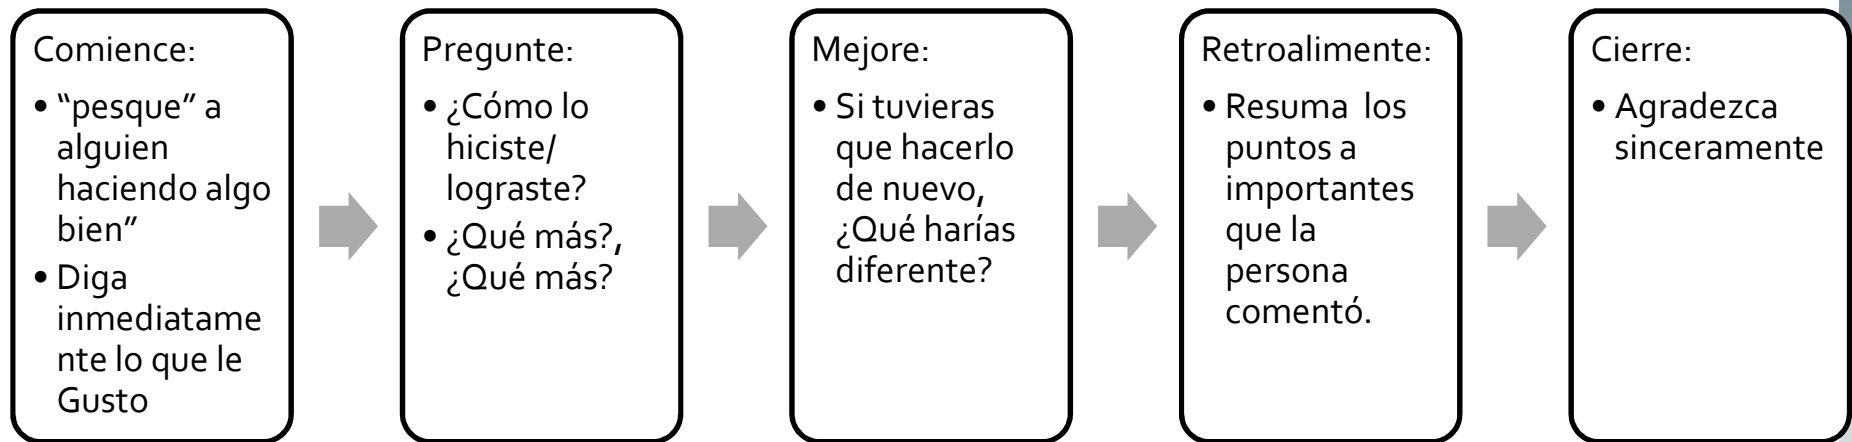 Comience:
• “pesque” a
alguien
haciendo algo
bien”
• Diga
inmediatame
nte lo que le
Gusto
Pregunte:
• ¿Cómo lo
hiciste/
lograste?
• ¿Qué más?,
¿Qué más?
Mejore:
• Si tuvieras
que hacerlo
de nuevo,
¿Qué harías
diferente?
Retroalimente:
• Resuma los
puntos a
importantes
que la
persona
comentó.
Cierre:
• Agradezca
sinceramente